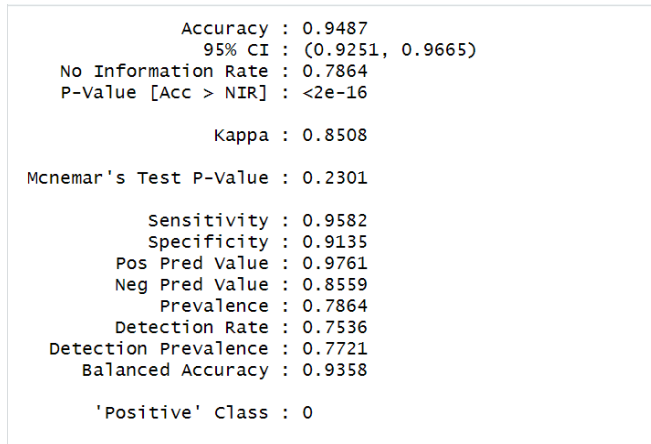 Accuracy : 0.9487
95% CI : (0.9251, 0.9665)
No Information Rate : 0.7864
P-Value [Acc > NIR] : <2e-16
Kappa : 0.8508
Mcnemar's Test P-Value : 0.2301
Sensitivity : 0.9582
Specificity : 0.9135
Pos Pred Value : 0.9761
Neg Pred Value : 0.8559
Prevalence : 0.7864
Detection Rate : 0.7536
Detection Prevalence : 0.7721
Balanced Accuracy : 0.9358
'Positive' Class : 0